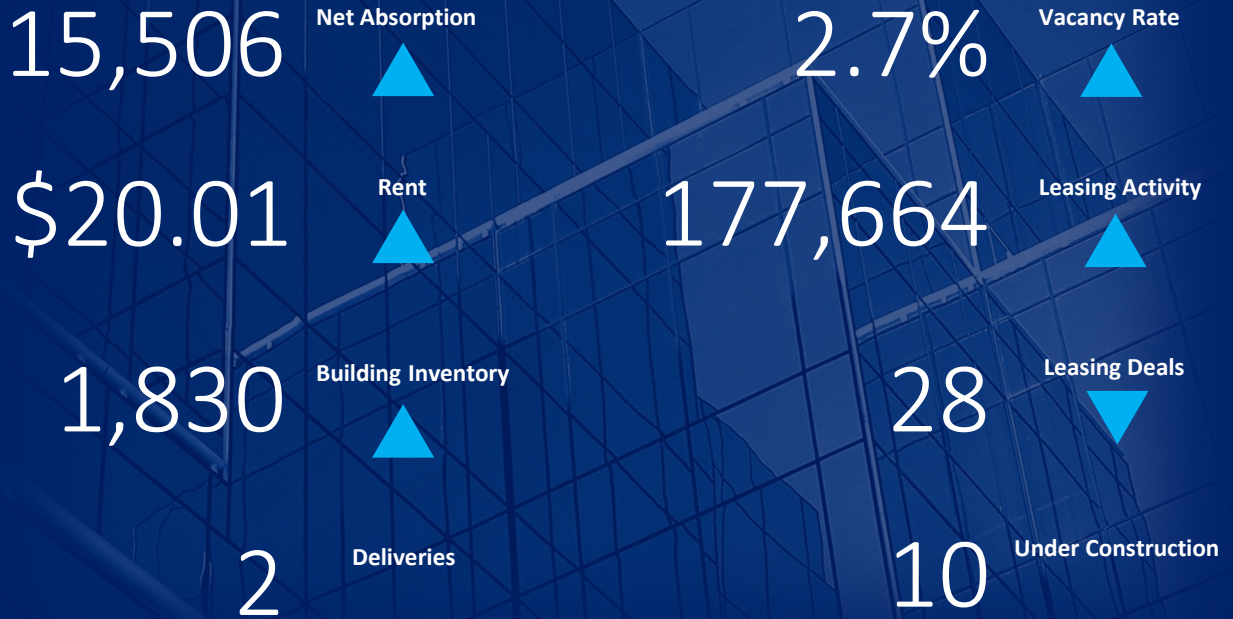 15,506
Net Absorption
2.7%
Vacancy Rate
$20.01
Rent
177,664
Leasing Activity
1,830
Building Inventory
28
Leasing Deals
2
Deliveries
10
Under Construction